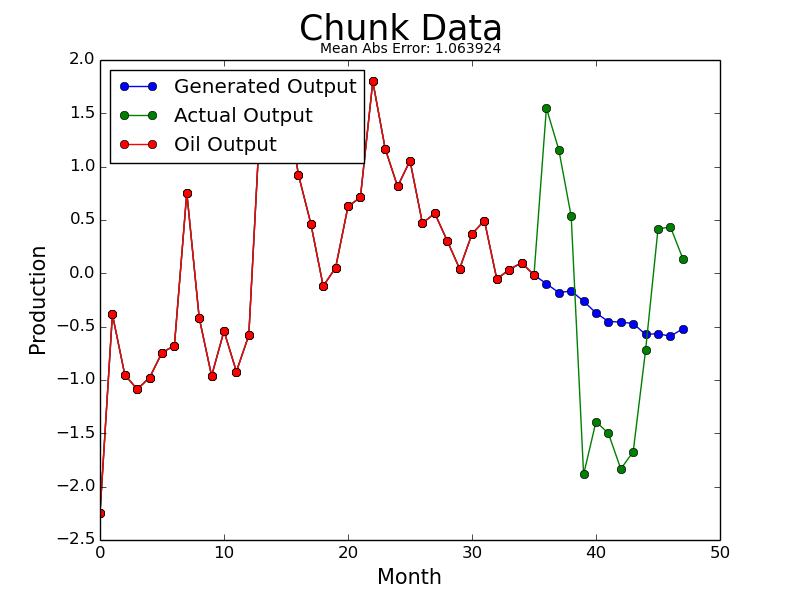 Chunk Data
Mean Abs Error: 1.063924
Generated Output
Actual Output
Oil Output
2.0
1.5
1.0
0.5
0.0
−0.5
−1.0
−1.5
−2.0
−2.5
Production
0 10 20 30 40 50
Month